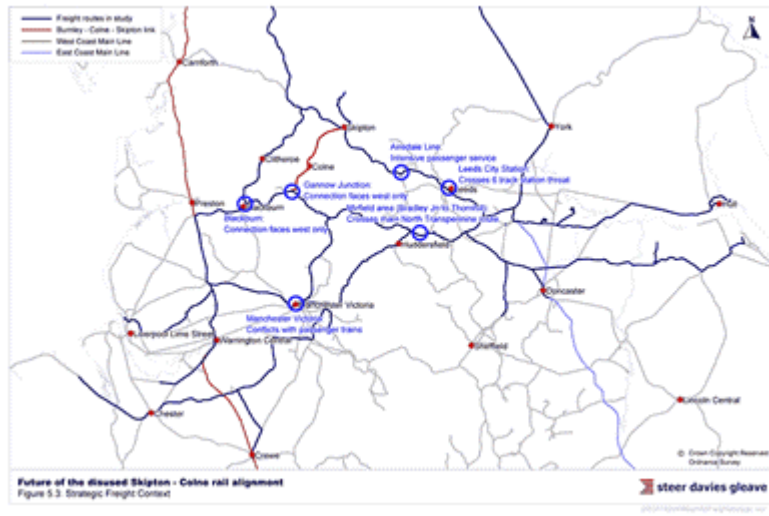 Freight routes in study
Burnley - Colne - Skipton link
West Coast Main Line
East Coast Main Line
N
Carnforth
York
Skipton
Airedale Line
Intensive passenger service
Clitheroe
Colne
Leeds City Station
Crosses 6 track station throat
Leeds
Gannow Junction
Connection faces west only
Preston
Blackburn
Blackburn:
Connection faces west only
Mirfield area (Bradley Jn to Thornhill)
Crosses main North Transpennine route
Hull
Huddersfield
Doncaster
Manchester Victoria
Manchester Victoria
Conflicts with passenger trains
Liverpool Lime Street
Warrington Central
Sheffield
Lincoln Central
Chester
Crewe
© Crown Copyright Reserved
Ordnance Survey
Future of the disused Skipton - Colne rail alignment
Figure 5.3: Strategic Freight Context
steer davies gleave